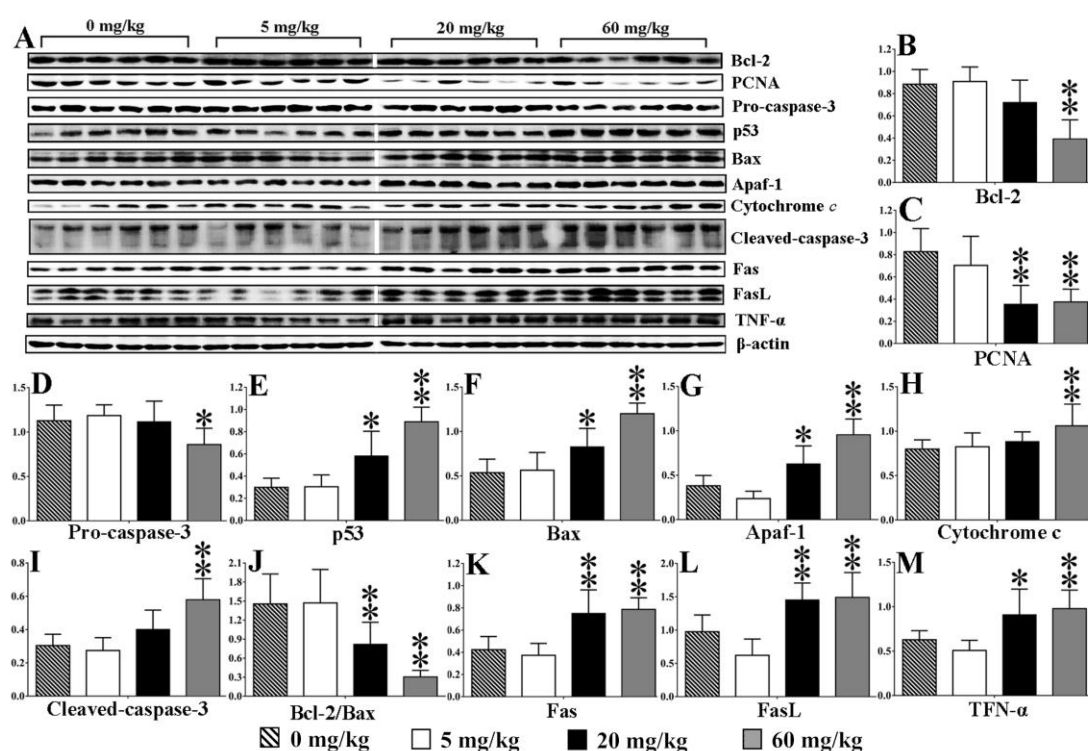 A
0 mg/kg 5 mg/kg 20 mg/kg 60 mg/kg
Bcl-2
PCNA
Pro-caspase-3
p53
Bax
Apaf-1
Cytochrome c
Cleaved-caspase-3
Fas
FasL
TNF-α
β-actin
B
1.2
1.0
0.8
0.6
0.4
0.2
0.0
**
Bcl-2
C
1.2
1.0
0.8
0.6
0.4
0.2
0.0
** **
PCNA
D
1.5
1.0
0.5
0.0
*
Pro-caspase-3
E
1.2
1.0
0.8
0.6
0.4
0.2
0.0
* **
p53
F
1.5
1.0
0.5
0.0
* **
Bax
G
1.5
1.0
0.5
0.0
* **
Apaf-1
H
1.5
1.0
0.5
0.0
**
Cytochrome c
I
0.8
0.6
0.4
0.2
0.0
**
Cleaved-caspase-3
J
2.1
1.8
1.5
1.2
0.9
0.6
0.3
0.0
** **
Bcl-2/Bax
K
1.5
1.0
0.5
0.0
** **
Fas
L
2.0
1.5
1.0
0.5
0.0
** **
FasL
M
1.5
1.0
0.5
0.0
* **
TFN-α
0 mg/kg 5 mg/kg 20 mg/kg 60 mg/kg